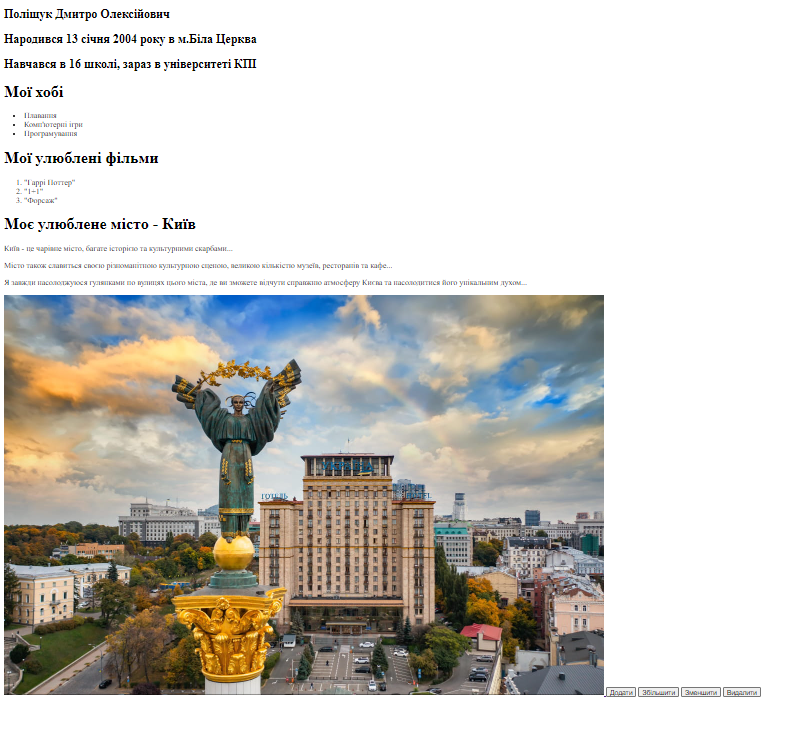 Поліщук Дмитро Олексійович
Народився 13 січня 2004 року в м.Біла Церква
Навчався в 16 школі, зараз в університеті КПІ
Мої хобі
Плавання
Комп'ютерні ігри
Програмування
Мої улюблені фільми
1. "Гаррі Поттер"
2. "1+1"
3. "Форсаж"
Моє улюблене місто - Київ
Київ - це чарівне місто, багате історією та культурними скарбами...
Місто також славиться своєю різноманітною культурною сценою, великою кількістю музеїв, ресторанів та кафе...
Я завжди насолоджуюся гуляннями по вулицях цього міста, де ви зможете відчути справжню атмосферу Києва та насолодитися його унікальним духом...
ГОТЕЛЬ
Додати Збільшити Зменшити Видалити